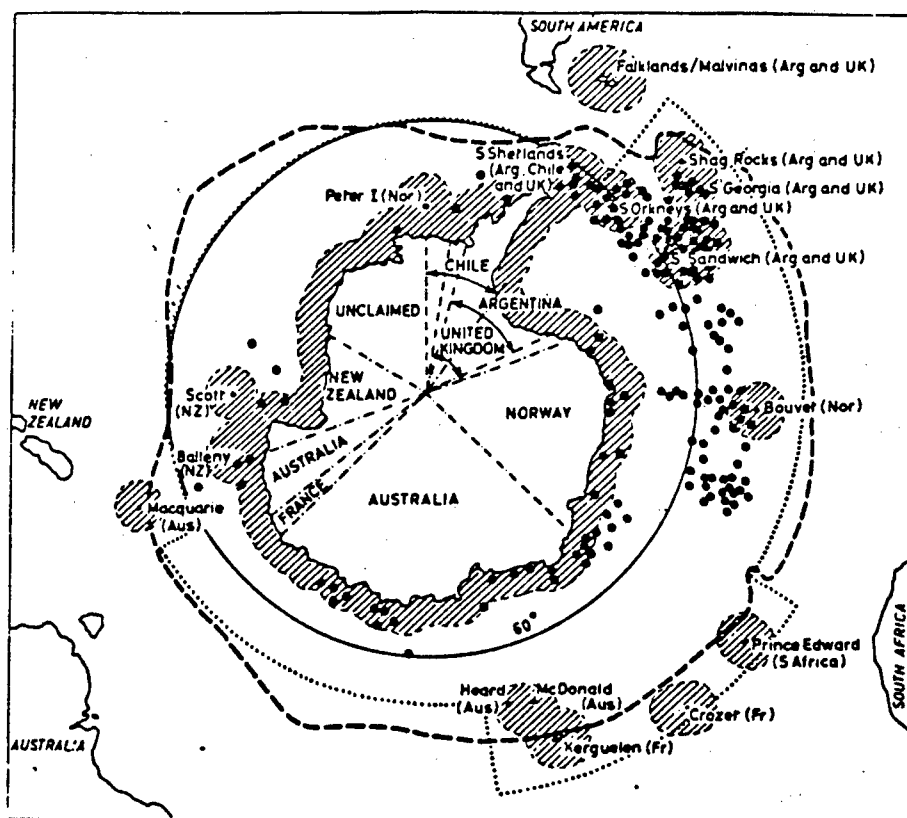 SOUTH AMERICA
Falklands/Malvinas (Arg and UK)
S Shetlands
(Arg, Chile
and UK)
Shag Rocks (Arg and UK)
S Georgia (Arg and UK)
Peter I (Nor)
S Orkneys (Arg and UK)
S Sandwich (Arg and UK)
CHILE
ARGENTINA
UNCLAIMED
UNITED
KINGDOM
NEW
ZEALAND
NORWAY
Scott
(NZ)
NEW
ZEALAND
Bouvet (Nor)
Balleny
(NZ)
AUSTRALIA
FRANCE
AUSTRALIA
Macquarie
(Aus)
60°
Prince Edward
(S Africa)
SOUTH AFRICA
Heard
(Aus)
McDonald
(Aus)
Crozet (Fr)
Kerguelen (Fr)
AUSTRALIA